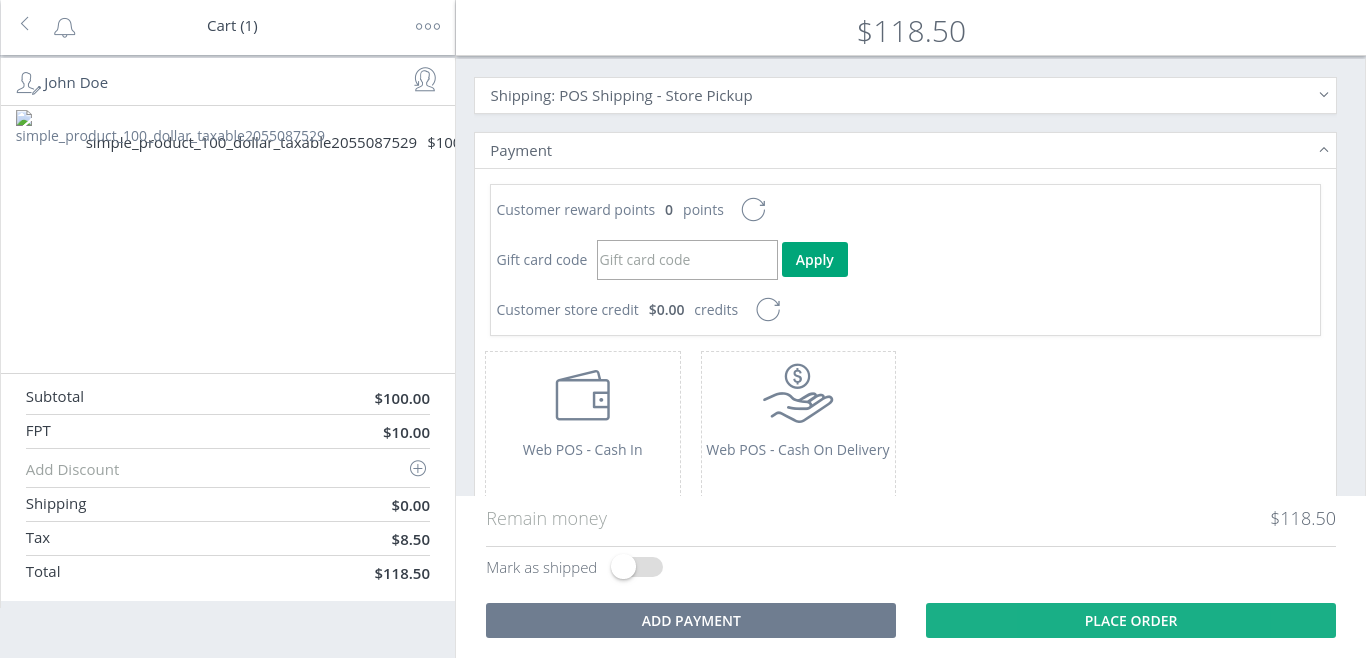 Cart (1)
$118.50
John Doe
simple_product_100_dollar_taxable2055087529
simple_product_100_dollar_taxable2055087529 $100
Subtotal $100.00
FPT $10.00
Add Discount
Shipping $0.00
Tax $8.50
Total $118.50
Shipping: POS Shipping - Store Pickup
Payment
Customer reward points 0 points
Gift card code Gift card code Apply
Customer store credit $0.00 credits
Web POS - Cash In
Web POS - Cash On Delivery
Remain money $118.50
Mark as shipped
ADD PAYMENT PLACE ORDER